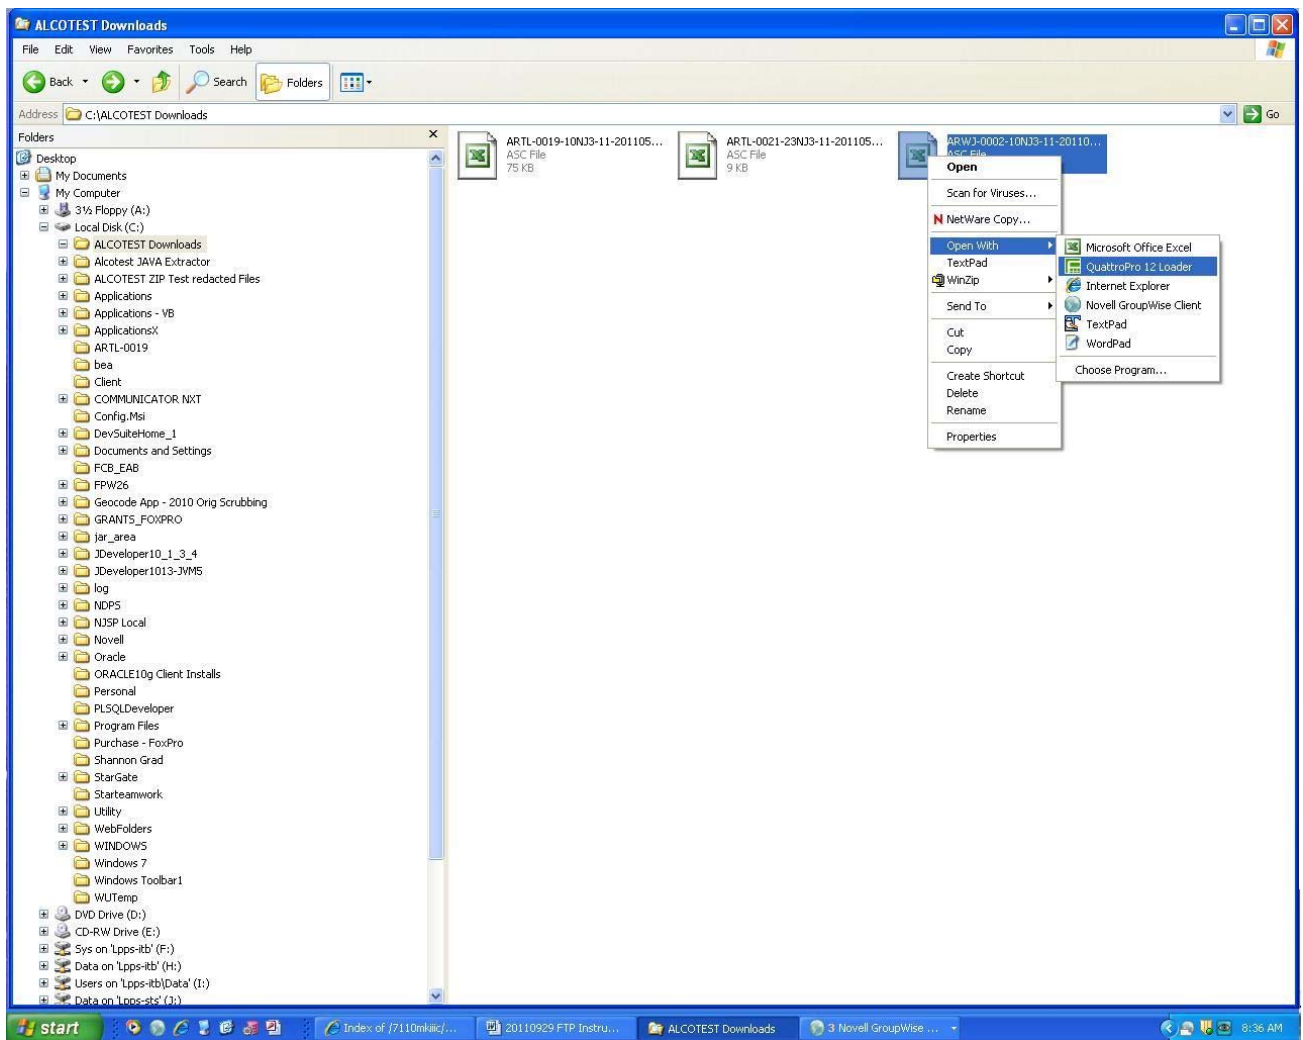 ALCOTEST Downloads
File Edit View Favorites Tools Help
Back Search Folders
Address C:\ALCOTEST Downloads Go
Folders
Desktop
My Documents
My Computer
3½ Floppy (A:)
Local Disk (C:)
ALCOTEST Downloads
Alcotest JAVA Extractor
ALCOTEST ZIP Test redacted Files
Applications
Applications - VB
ApplicationsX
ARTL-0019
bea
Client
COMMUNICATOR NXT
Config.Msi
DevSuiteHome_1
Documents and Settings
FCB_EAB
FPW26
Geocode App - 2010 Orig Scrubbing
GRANTS_FOXPRO
jar_area
JDeveloper10_1_3_4
JDeveloper1013-JVM5
log
NDPS
NJSP Local
Novell
Oracle
ORACLE10g Client Installs
Personal
PLSQLDeveloper
Program Files
Purchase - FoxPro
Shannon Grad
StarGate
Starteamwork
Utility
WebFolders
WINDOWS
Windows 7
Windows Toolbar1
WUTemp
DVD Drive (D:)
CD-RW Drive (E:)
Sys on 'Lpps-itb' (F:)
Data on 'Lpps-itb' (H:)
Users on 'Lpps-itb\Data' (I:)
Data on 'Lpps-sts' (J:)
ARTL-0019-10NJ3-11-201105...
ASC File
75 KB
ARTL-0021-23NJ3-11-201105...
ASC File
9 KB
ARWJ-0002-10NJ3-11-20110...
ASC File
Open
Scan for Viruses...
NetWare Copy...
Open With
TextPad
WinZip
Send To
Cut
Copy
Create Shortcut
Delete
Rename
Properties
Microsoft Office Excel
QuattroPro 12 Loader
Internet Explorer
Novell GroupWise Client
TextPad
WordPad
Choose Program...
start Index of /7110mkiiic/... 20110929 FTP Instru... ALCOTEST Downloads 3 Novell GroupWise ... 8:36 AM